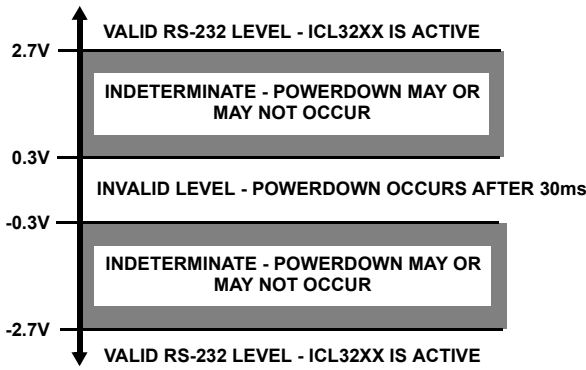 VALID RS-232 LEVEL - ICL32XX IS ACTIVE
2.7V
INDETERMINATE - POWERDOWN MAY OR
MAY NOT OCCUR
0.3V
INVALID LEVEL - POWERDOWN OCCURS AFTER 30ms
-0.3V
INDETERMINATE - POWERDOWN MAY OR
MAY NOT OCCUR
-2.7V
VALID RS-232 LEVEL - ICL32XX IS ACTIVE